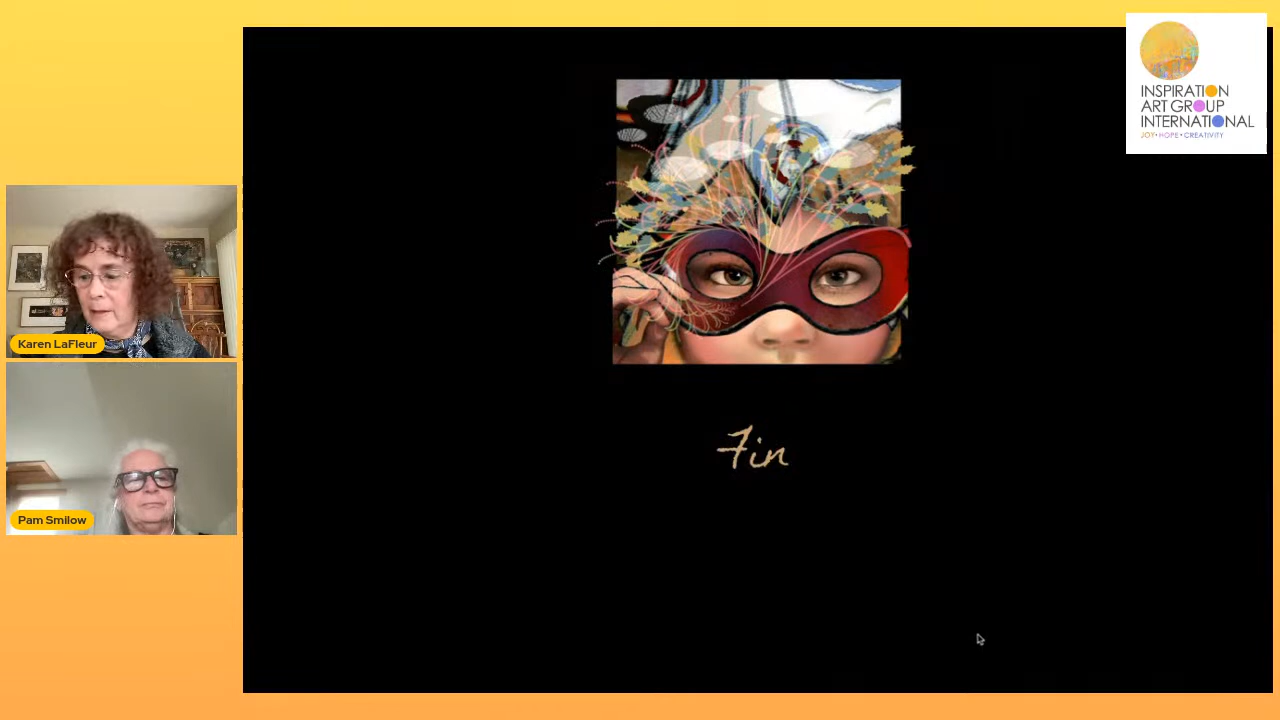 INSPIRATION
ART GROUP
INTERNATIONAL
JOY • HOPE • CREATIVITY
Karen LaFleur
Pam Smilow
Fin